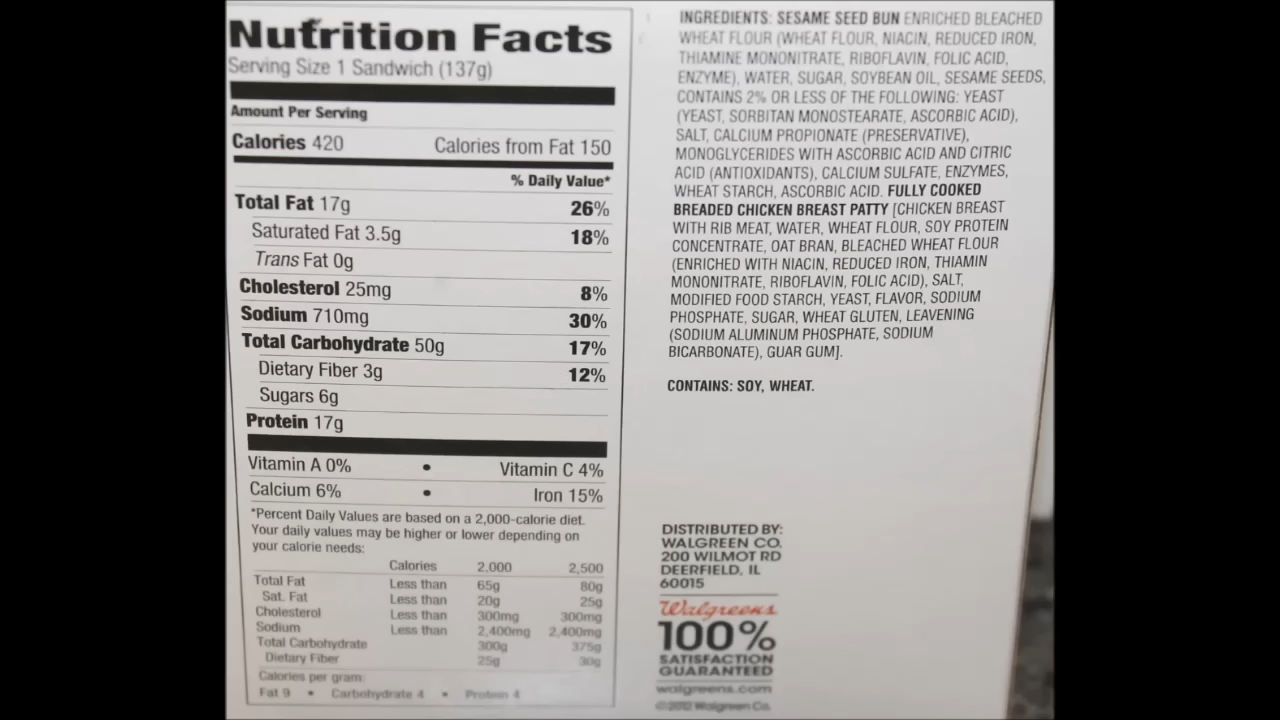 Nutrition Facts
Serving Size 1 Sandwich (137g)
Amount Per Serving
Calories 420 Calories from Fat 150
% Daily Value*
Total Fat 17g 26%
Saturated Fat 3.5g 18%
Trans Fat 0g
Cholesterol 25mg 8%
Sodium 710mg 30%
Total Carbohydrate 50g 17%
Dietary Fiber 3g 12%
Sugars 6g
Protein 17g
Vitamin A 0% • Vitamin C 4%
Calcium 6% • Iron 15%
*Percent Daily Values are based on a 2,000-calorie diet.
Your daily values may be higher or lower depending on
your calorie needs:
Calories 2,000 2,500
Total Fat Less than 65g 80g
Sat. Fat Less than 20g 25g
Cholesterol Less than 300mg 300mg
Sodium Less than 2,400mg 2,400mg
Total Carbohydrate 300g 375g
Dietary Fiber 25g 30g
Calories per gram:
Fat 9 • Carbohydrate 4 • Protein 4
INGREDIENTS: SESAME SEED BUN ENRICHED BLEACHED
WHEAT FLOUR (WHEAT FLOUR, NIACIN, REDUCED IRON,
THIAMINE MONONITRATE, RIBOFLAVIN, FOLIC ACID,
ENZYME), WATER, SUGAR, SOYBEAN OIL, SESAME SEEDS,
CONTAINS 2% OR LESS OF THE FOLLOWING: YEAST
(YEAST, SORBITAN MONOSTEARATE, ASCORBIC ACID),
SALT, CALCIUM PROPIONATE (PRESERVATIVE),
MONOGLYCERIDES WITH ASCORBIC ACID AND CITRIC
ACID (ANTIOXIDANTS), CALCIUM SULFATE, ENZYMES,
WHEAT STARCH, ASCORBIC ACID. FULLY COOKED
BREADED CHICKEN BREAST PATTY [CHICKEN BREAST
WITH RIB MEAT, WATER, WHEAT FLOUR, SOY PROTEIN
CONCENTRATE, OAT BRAN, BLEACHED WHEAT FLOUR
(ENRICHED WITH NIACIN, REDUCED IRON, THIAMIN
MONONITRATE, RIBOFLAVIN, FOLIC ACID), SALT,
MODIFIED FOOD STARCH, YEAST, FLAVOR, SODIUM
PHOSPHATE, SUGAR, WHEAT GLUTEN, LEAVENING
(SODIUM ALUMINUM PHOSPHATE, SODIUM
BICARBONATE), GUAR GUM].
CONTAINS: SOY, WHEAT.
DISTRIBUTED BY:
WALGREEN CO.
200 WILMOT RD
DEERFIELD, IL
60015
Walgreens
100%
SATISFACTION
GUARANTEED
walgreens.com
©2012 Walgreen Co.